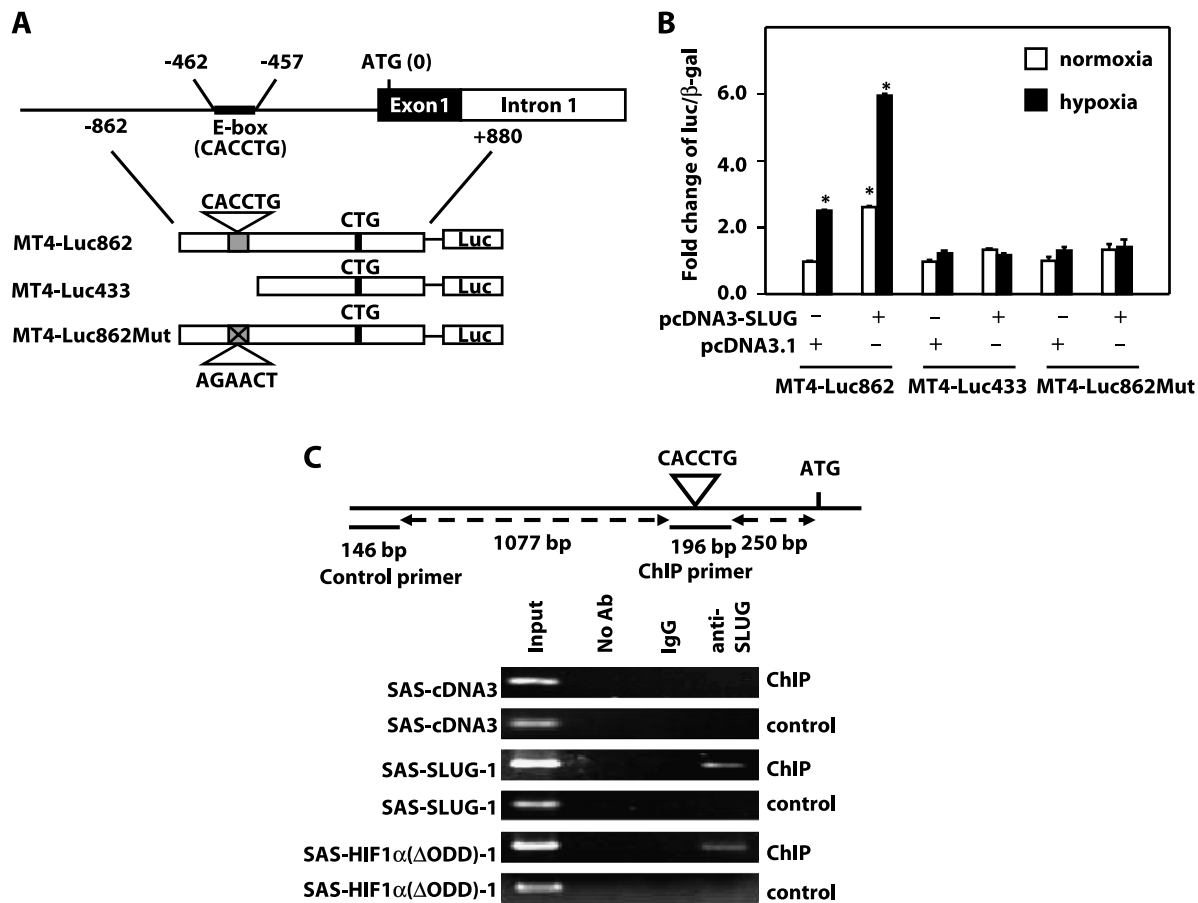 A
-462
-457
ATG (0)
Exon1
Intron 1
-862
E-box
(CACCTG)
+880
CACCTG
MT4-Luc862
CTG
Luc
MT4-Luc433
CTG
Luc
MT4-Luc862Mut
CTG
Luc
AGAACT
B
Fold change of luc/β-gal
6.0
4.0
2.0
0.0
normoxia
hypoxia
* * *
pcDNA3-SLUG − + − + − +
pcDNA3.1 + − + − + −
MT4-Luc862 MT4-Luc433 MT4-Luc862Mut
C
CACCTG
ATG
146 bp
Control primer
1077 bp
196 bp
ChIP primer
250 bp
Input
No Ab
IgG
anti-
SLUG
SAS-cDNA3 ChIP
SAS-cDNA3 control
SAS-SLUG-1 ChIP
SAS-SLUG-1 control
SAS-HIF1α(ΔODD)-1 ChIP
SAS-HIF1α(ΔODD)-1 control